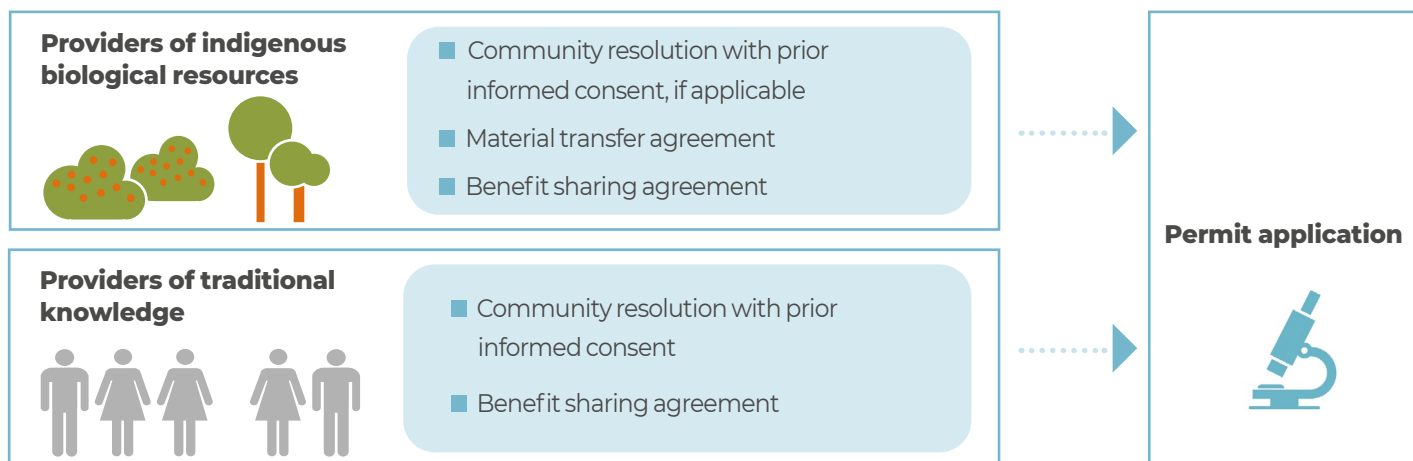 Providers of indigenous
biological resources
Community resolution with prior
informed consent, if applicable
Material transfer agreement
Benefit sharing agreement
Providers of traditional
knowledge
Community resolution with prior
informed consent
Benefit sharing agreement
Permit application